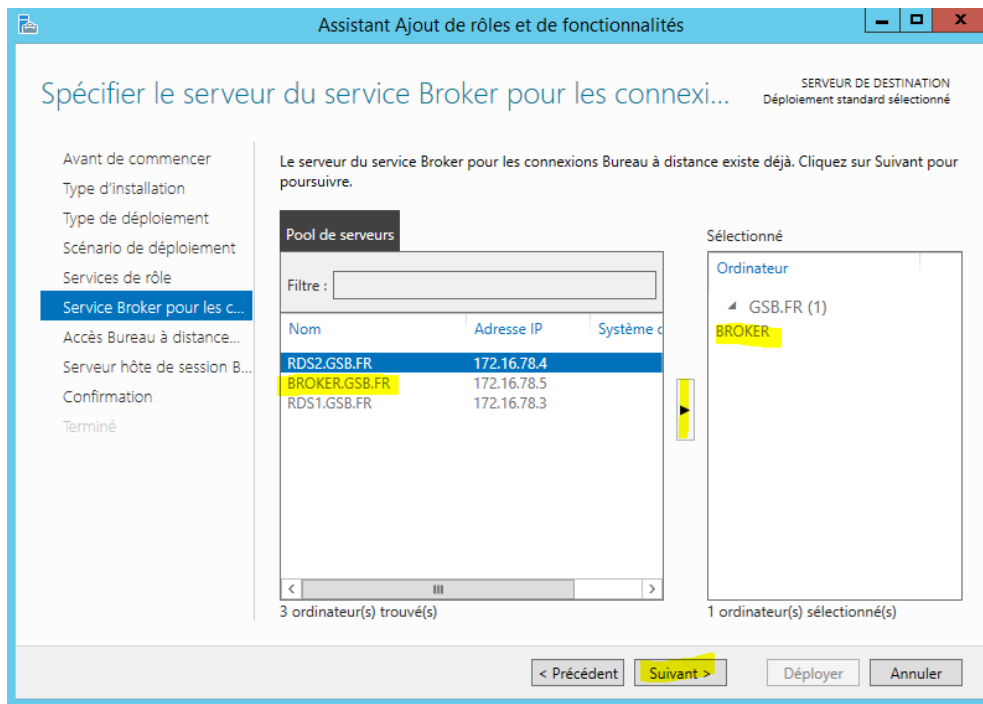 Assistant Ajout de rôles et de fonctionnalités
Spécifier le serveur du service Broker pour les connexi...
SERVEUR DE DESTINATION
Déploiement standard sélectionné
Avant de commencer
Type d'installation
Type de déploiement
Scénario de déploiement
Services de rôle
Service Broker pour les c...
Accès Bureau à distance...
Serveur hôte de session B...
Confirmation
Terminé
Le serveur du service Broker pour les connexions Bureau à distance existe déjà. Cliquez sur Suivant pour
poursuivre.
Pool de serveurs
Filtre :
Nom Adresse IP Système
RDS2.GSB.FR 172.16.78.4
BROKER.GSB.FR 172.16.78.5
RDS1.GSB.FR 172.16.78.3
3 ordinateur(s) trouvé(s)
Sélectionné
Ordinateur
GSB.FR (1)
BROKER
1 ordinateur(s) sélectionné(s)
< Précédent Suivant > Déployer Annuler